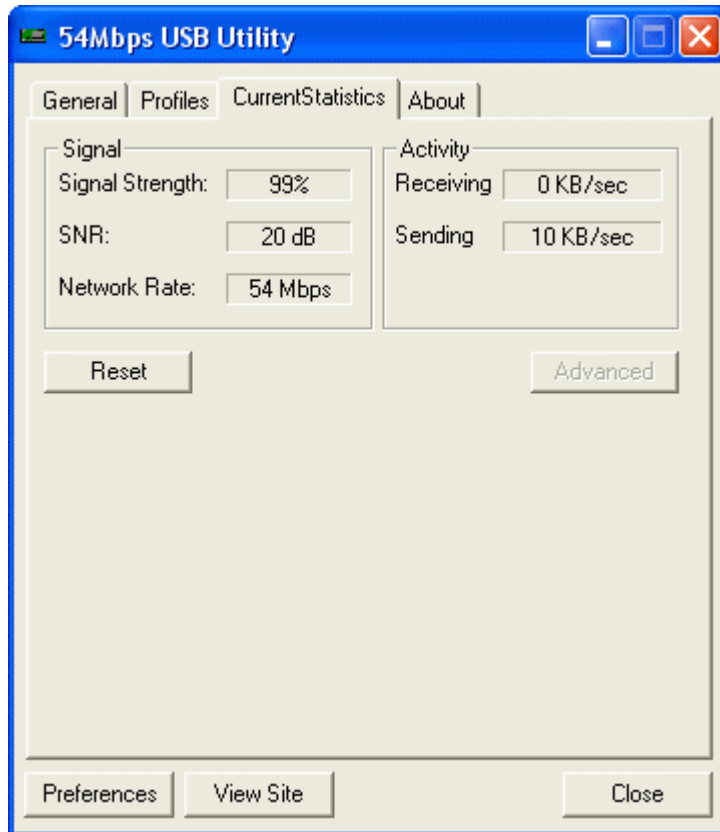 54Mbps USB Utility
General Profiles CurrentStatistics About
Signal
Signal Strength: 99%
SNR: 20 dB
Network Rate: 54 Mbps
Activity
Receiving 0 KB/sec
Sending 10 KB/sec
Reset Advanced
Preferences View Site Close